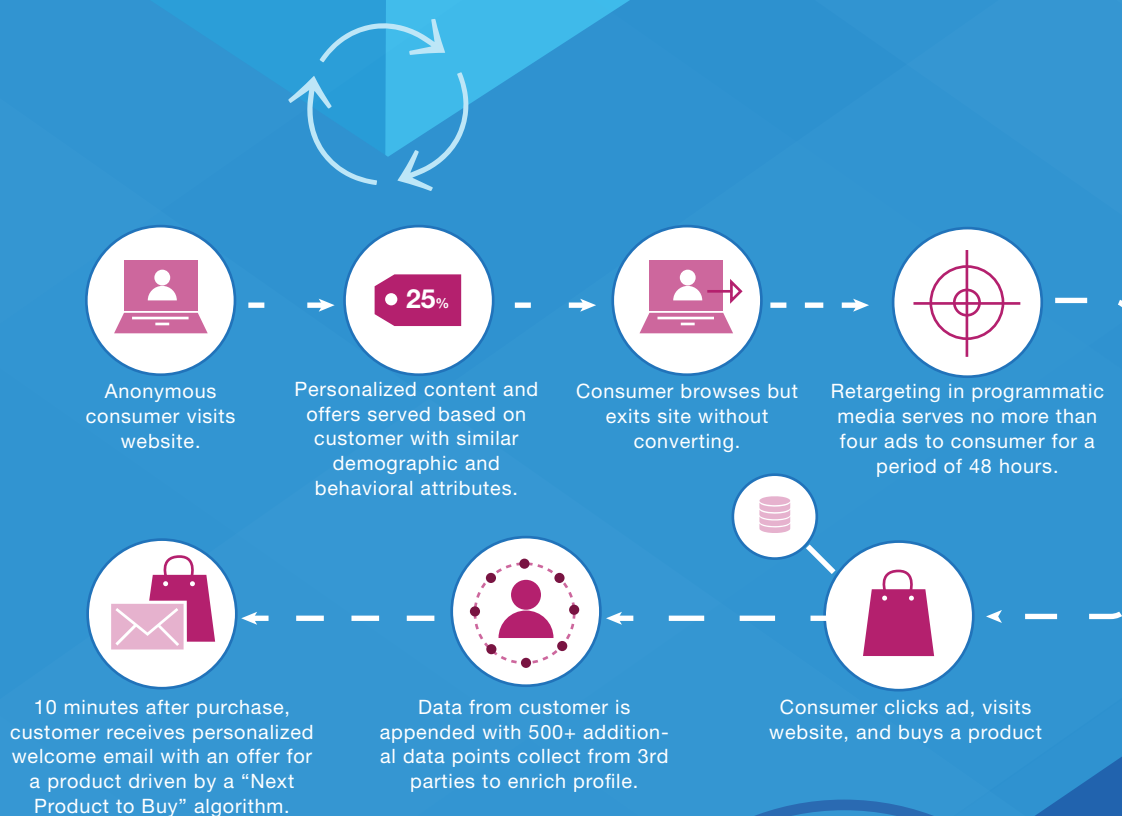 25%
Anonymous
consumer visits
website.
Personalized content and
offers served based on
customer with similar
demographic and
behavioral attributes.
Consumer browses but
exits site without
converting.
Retargeting in programmatic
media serves no more than
four ads to consumer for a
period of 48 hours.
Consumer clicks ad, visits
website, and buys a product
Data from customer is
appended with 500+ addition-
al data points collect from 3rd
parties to enrich profile.
10 minutes after purchase,
customer receives personalized
welcome email with an offer for
a product driven by a “Next
Product to Buy” algorithm.